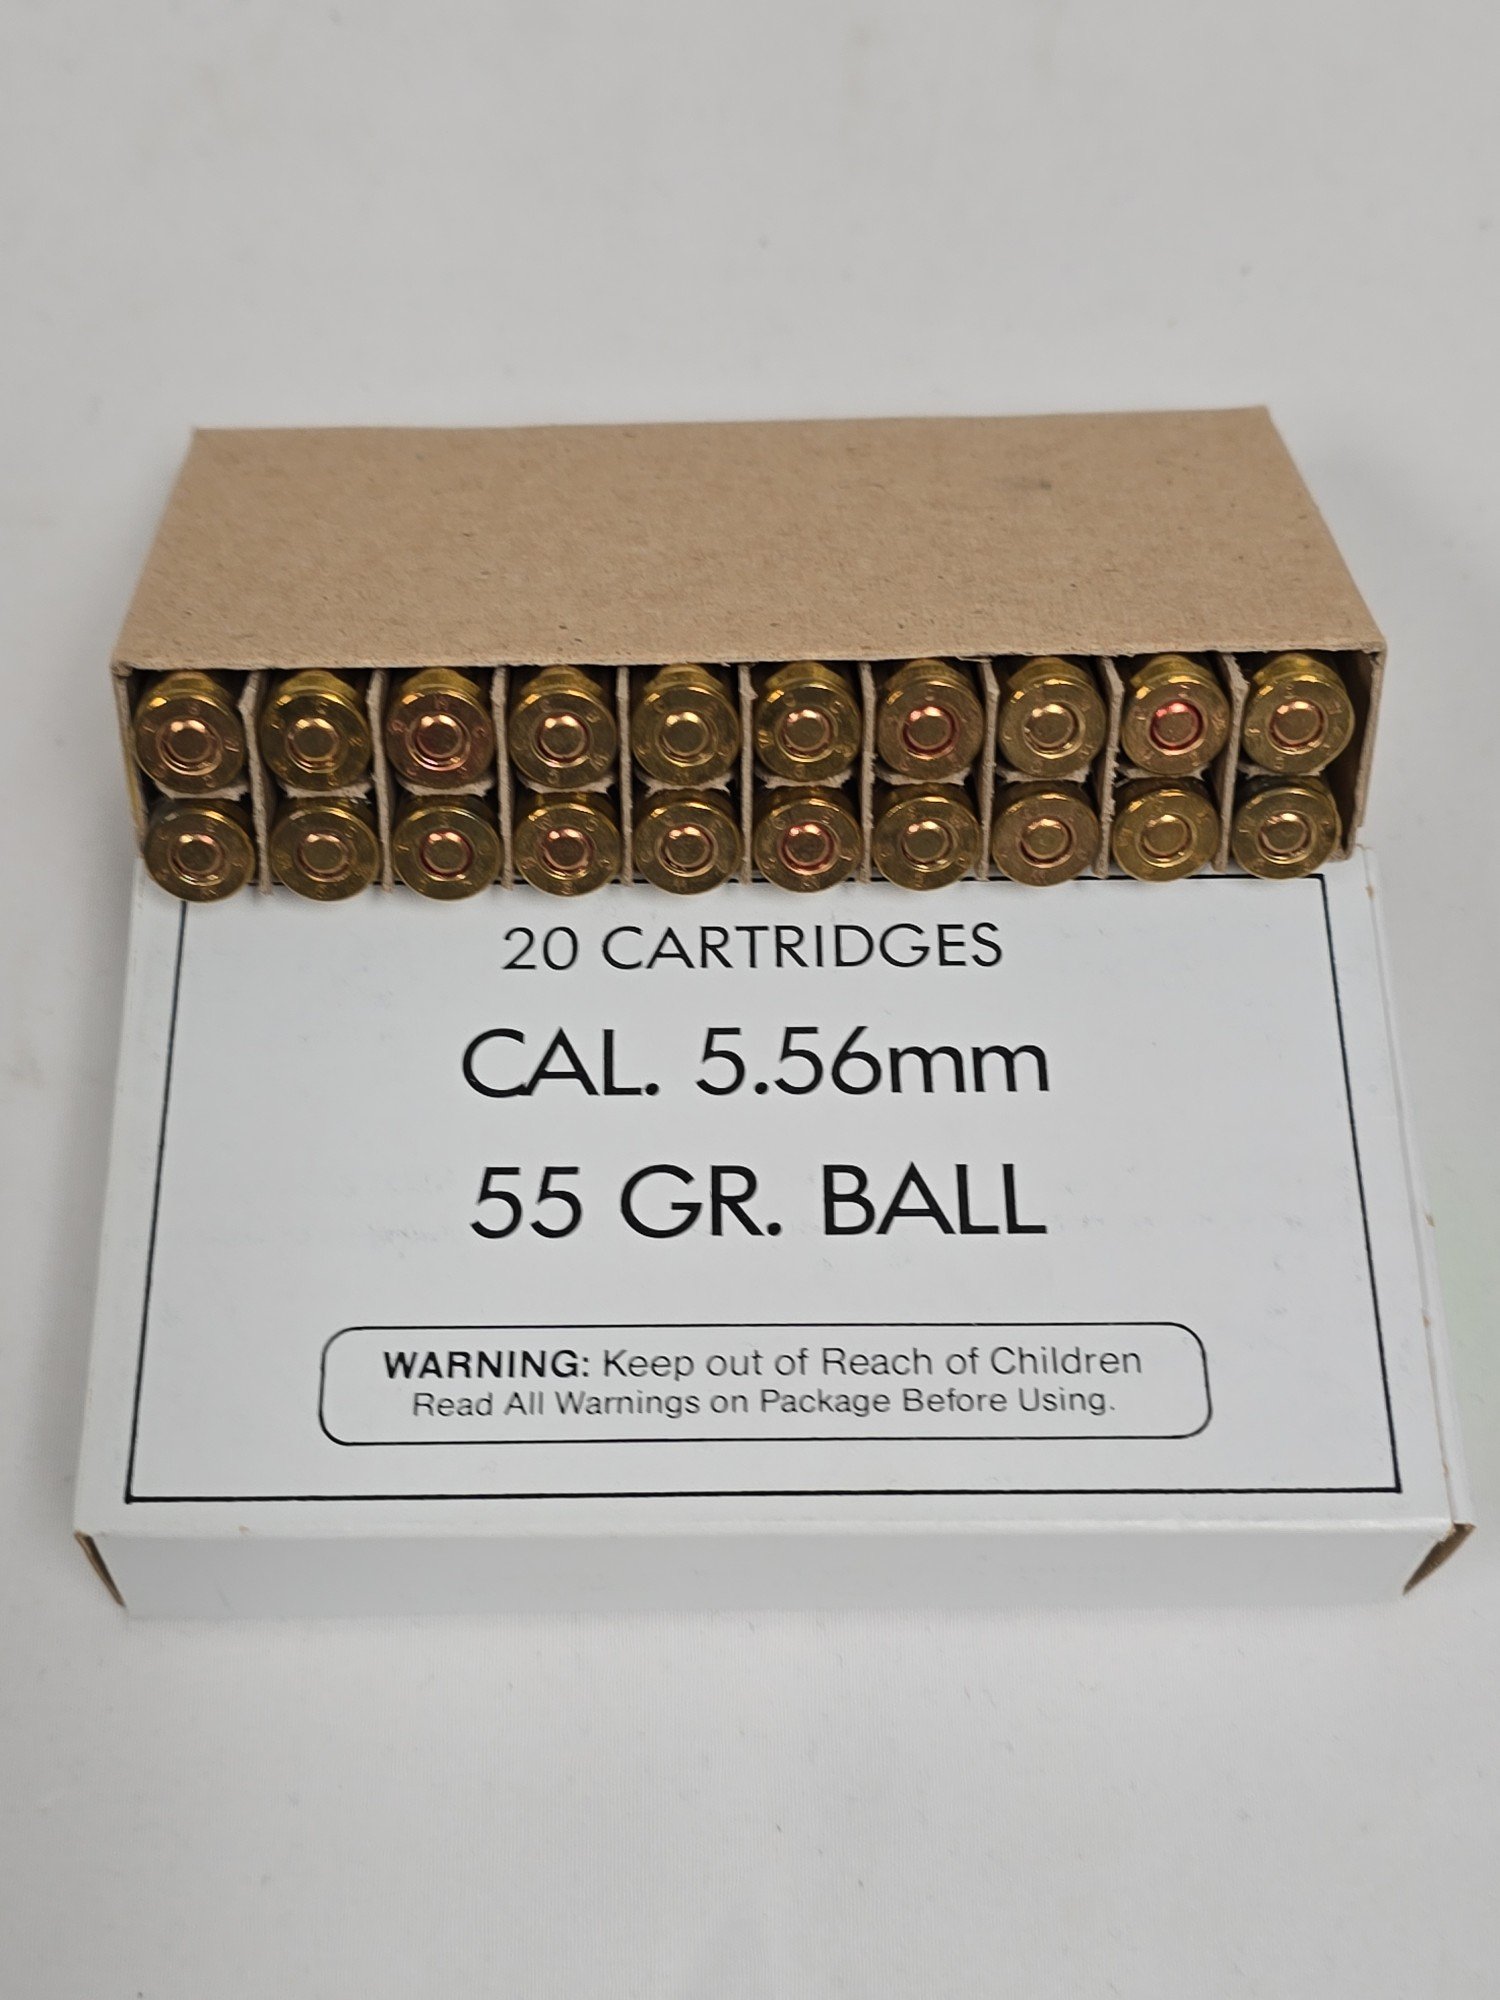 20 CARTRIDGES
CAL. 5.56mm
55 GR. BALL
WARNING: Keep out of Reach of Children
Read All Warnings on Package Before Using.